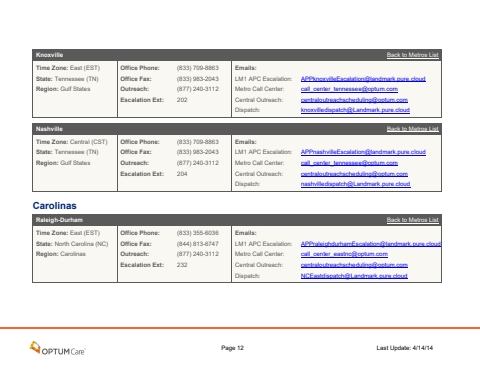 Knoxville Back to Metros List
Time Zone: East (EST) Office Phone: (833) 709-8863 Emails:
State: Tennessee (TN) Office Fax: (833) 983-2043 LM1 APC Escalation: APPknoxvilleEscalation@landmark.pure.cloud
Region: Gulf States Outreach: (877) 240-3112 Metro Call Center: call_center_tennessee@optum.com
Escalation Ext: 202 Central Outreach: centraloutreachscheduling@optum.com
Dispatch: knoxvilledispatch@Landmark.pure.cloud
Nashville Back to Metros List
Time Zone: Central (CST) Office Phone: (833) 709-8863 Emails:
State: Tennessee (TN) Office Fax: (833) 983-2043 LM1 APC Escalation: APPnashvilleEscalation@landmark.pure.cloud
Region: Gulf States Outreach: (877) 240-3112 Metro Call Center: call_center_tennessee@optum.com
Escalation Ext: 204 Central Outreach: centraloutreachscheduling@optum.com
Dispatch: nashvilledispatch@Landmark.pure.cloud
Carolinas
Raleigh-Durham Back to Metros List
Time Zone: East (EST) Office Phone: (833) 355-6036 Emails:
State: North Carolina (NC) Office Fax: (844) 813-6747 LM1 APC Escalation: APPraleighdurhamEscalation@landmark.pure.cloud
Region: Carolinas Outreach: (877) 240-3112 Metro Call Center: call_center_eastnc@optum.com
Escalation Ext: 232 Central Outreach: centraloutreachscheduling@optum.com
Dispatch: NCEastdispatch@Landmark.pure.cloud
OPTUMCare Page 12 Last Update: 4/14/14